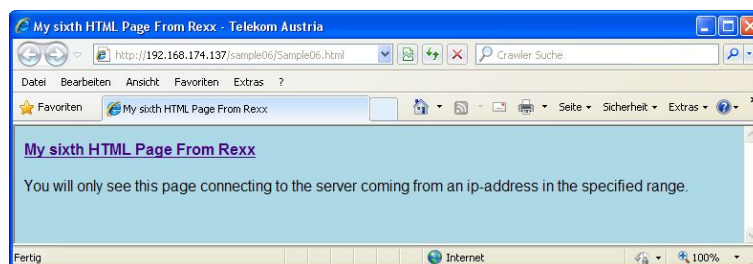 My sixth HTML Page From Rexx - Telekom Austria
http://192.168.174.137/sample06/Sample06.html Crawler Suche
Datei Bearbeiten Ansicht Favoriten Extras ?
Favoriten My sixth HTML Page From Rexx Seite Sicherheit Extras
My sixth HTML Page From Rexx
You will only see this page connecting to the server coming from an ip-address in the specified range.
Fertig Internet 100%